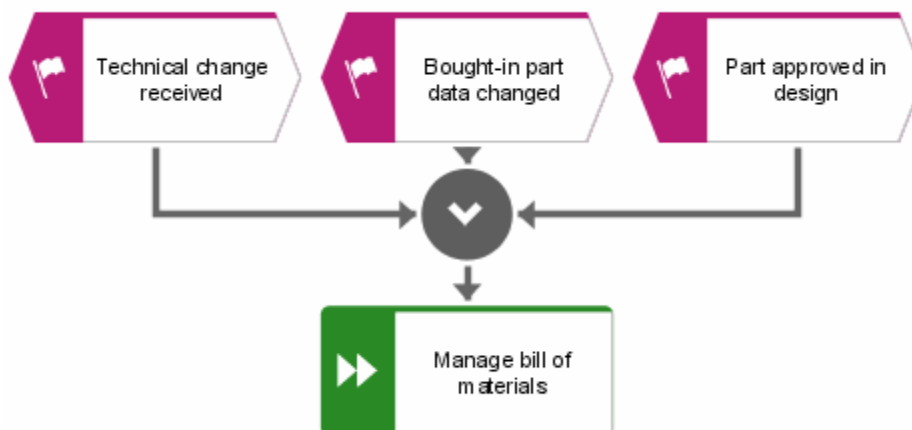 Technical change
received
Bought-in part
data changed
Part approved in
design
Manage bill of
materials